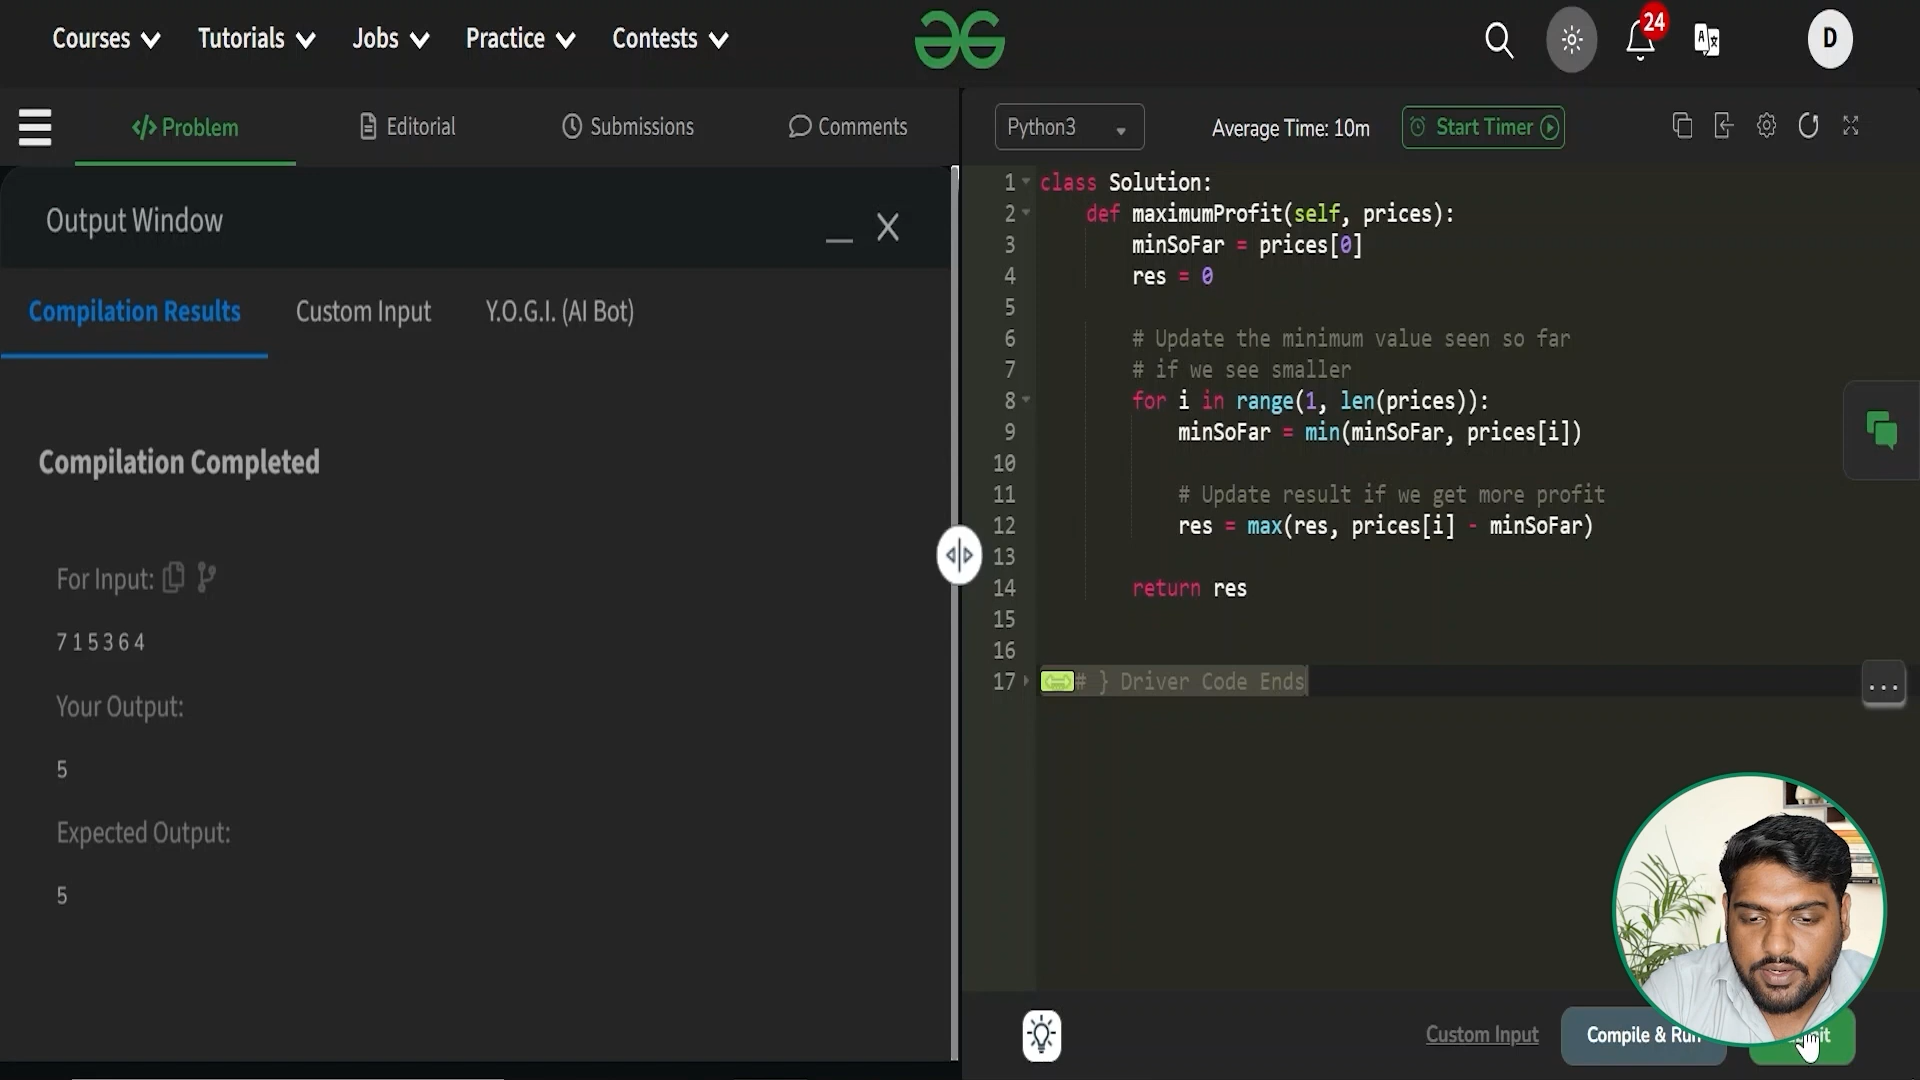 Courses Tutorials Jobs Practice Contests
24
D
Problem Editorial Submissions Comments
Python3 Average Time: 10m Start Timer
Output Window
Compilation Results Custom Input Y.O.G.I. (AI Bot)
Compilation Completed
For Input:
7 1 5 3 6 4
Your Output:
5
Expected Output:
5
1 class Solution:
2 def maximumProfit(self, prices):
3 minSoFar = prices[0]
4 res = 0
5
6 # Update the minimum value seen so far
7 # if we see smaller
8 for i in range(1, len(prices)):
9 minSoFar = min(minSoFar, prices[i])
10
11 # Update result if we get more profit
12 res = max(res, prices[i] - minSoFar)
13
14 return res
15
16
17 # } Driver Code Ends
...
Custom Input Compile & Run